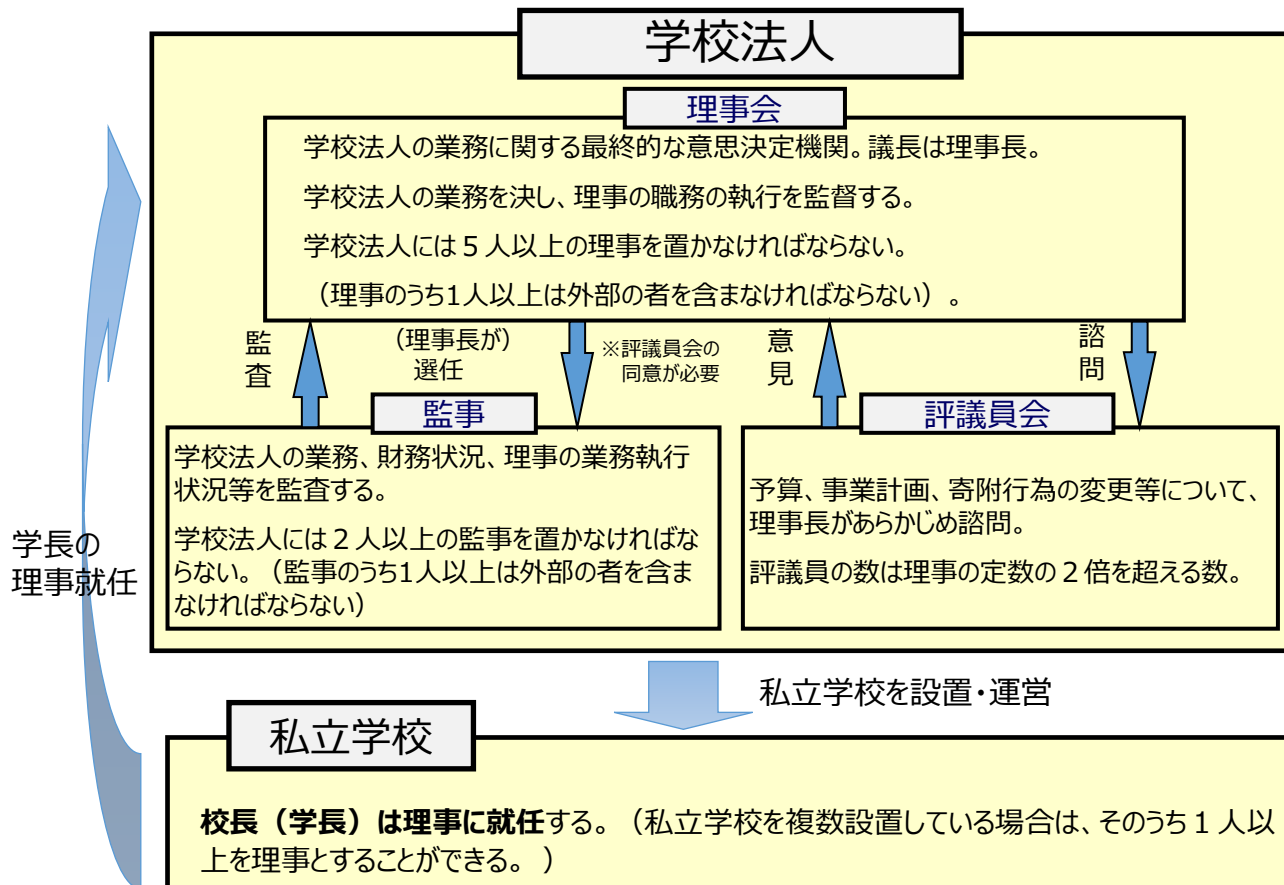 学校法人
理事会
学校法人の業務に関する最終的な意思決定機関。議長は理事長。
学校法人の業務を決し、理事の職務の執行を監督する。
学校法人には５人以上の理事を置かなければならない。
（理事のうち1人以上は外部の者を含まなければならない）。
監査
（理事長が）
選任
※評議員会の
同意が必要
意見
諮問
監事
学校法人の業務、財務状況、理事の業務執行
状況等を監査する。
学校法人には２人以上の監事を置かなければな
らない。（監事のうち1人以上は外部の者を含ま
なければならない）
評議員会
予算、事業計画、寄附行為の変更等について、
理事長があらかじめ諮問。
評議員の数は理事の定数の２倍を超える数。
学長の
理事就任
私立学校を設置・運営
私立学校
校長（学長）は理事に就任する。（私立学校を複数設置している場合は、そのうち１人以
上を理事とすることができる。）